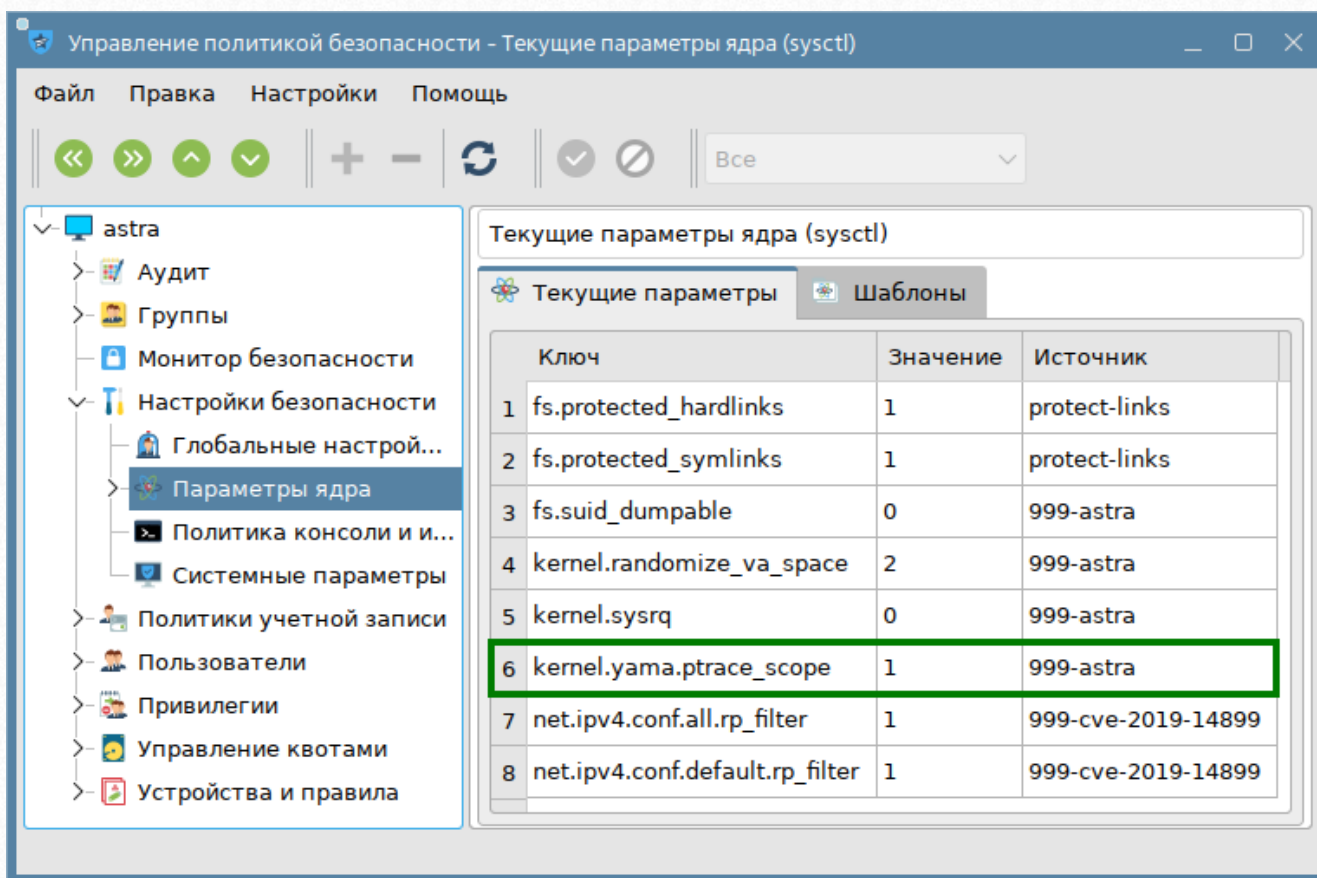 Управление политикой безопасности – Текущие параметры ядра (sysctl)
Файл Правка Настройки Помощь
Все
astra
Аудит
Группы
Монитор безопасности
Настройки безопасности
Глобальные настрой...
Параметры ядра
Политика консоли и и...
Системные параметры
Политики учетной записи
Пользователи
Привилегии
Управление квотами
Устройства и правила
Текущие параметры ядра (sysctl)
Текущие параметры Шаблоны
Ключ Значение Источник
1 fs.protected_hardlinks 1 protect-links
2 fs.protected_symlinks 1 protect-links
3 fs.suid_dumpable 0 999-astra
4 kernel.randomize_va_space 2 999-astra
5 kernel.sysrq 0 999-astra
6 kernel.yama.ptrace_scope 1 999-astra
7 net.ipv4.conf.all.rp_filter 1 999-cve-2019-14899
8 net.ipv4.conf.default.rp_filter 1 999-cve-2019-14899